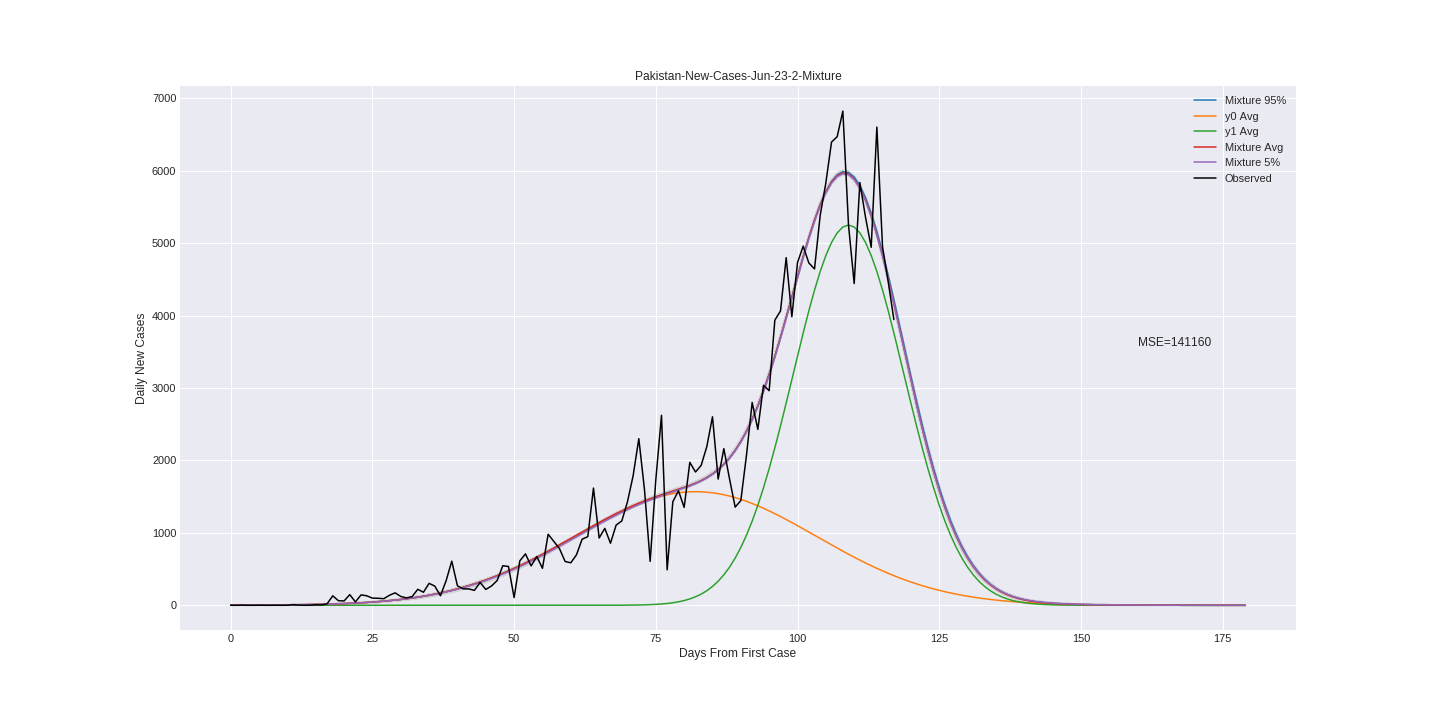 Pakistan-New-Cases-Jun-23-2-Mixture
7000
6000
5000
4000
3000
2000
1000
0
Daily New Cases
Mixture 95%
y0 Avg
y1 Avg
Mixture Avg
Mixture 5%
Observed
MSE=141160
0
25
50
75
100
125
150
175
Days From First Case